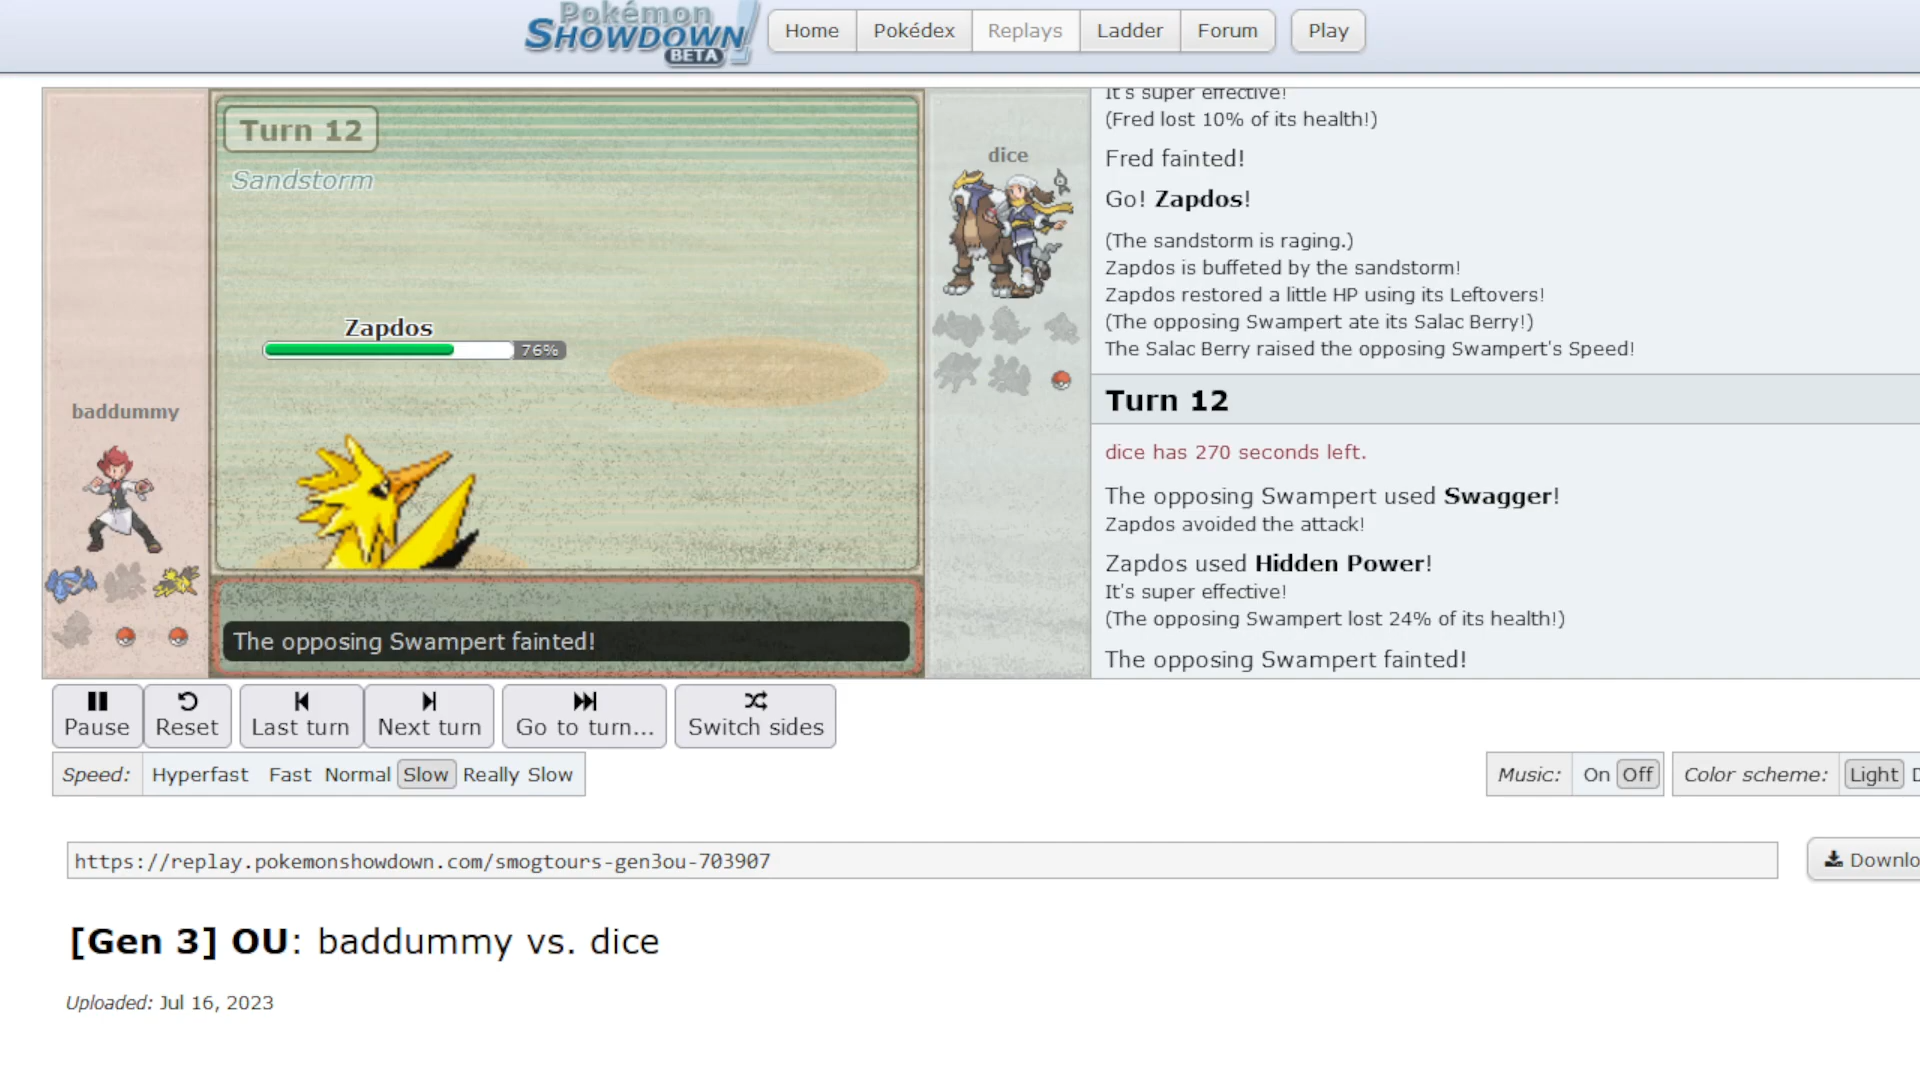 Pokémon
SHOWDOWN!
BETA
Home
Pokédex
Replays
Ladder
Forum
Play
Turn 12
Sandstorm
Zapdos
76%
baddummy
dice
The opposing Swampert fainted!
It's super effective!
(Fred lost 10% of its health!)
Fred fainted!
Go! Zapdos!
(The sandstorm is raging.)
Zapdos is buffeted by the sandstorm!
Zapdos restored a little HP using its Leftovers!
(The opposing Swampert ate its Salac Berry!)
The Salac Berry raised the opposing Swampert's Speed!
Turn 12
dice has 270 seconds left.
The opposing Swampert used Swagger!
Zapdos avoided the attack!
Zapdos used Hidden Power!
It's super effective!
(The opposing Swampert lost 24% of its health!)
The opposing Swampert fainted!
Pause
Reset
Last turn
Next turn
Go to turn...
Switch sides
Speed: Hyperfast Fast Normal Slow Really Slow
Music: On Off
Color scheme: Light D
https://replay.pokemonshowdown.com/smogtours-gen3ou-703907
Downlo
[Gen 3] OU: baddummy vs. dice
Uploaded: Jul 16, 2023